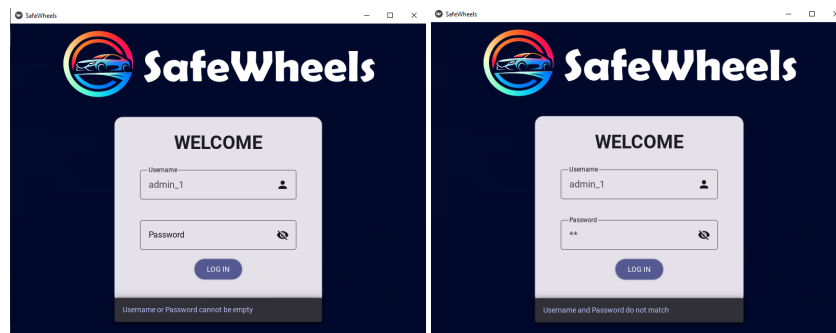 SafeWheels
SafeWheels
WELCOME
Username
admin_1
Password
LOG IN
Username or Password cannot be empty
SafeWheels
SafeWheels
WELCOME
Username
admin_1
Password
**
LOG IN
Username and Password do not match